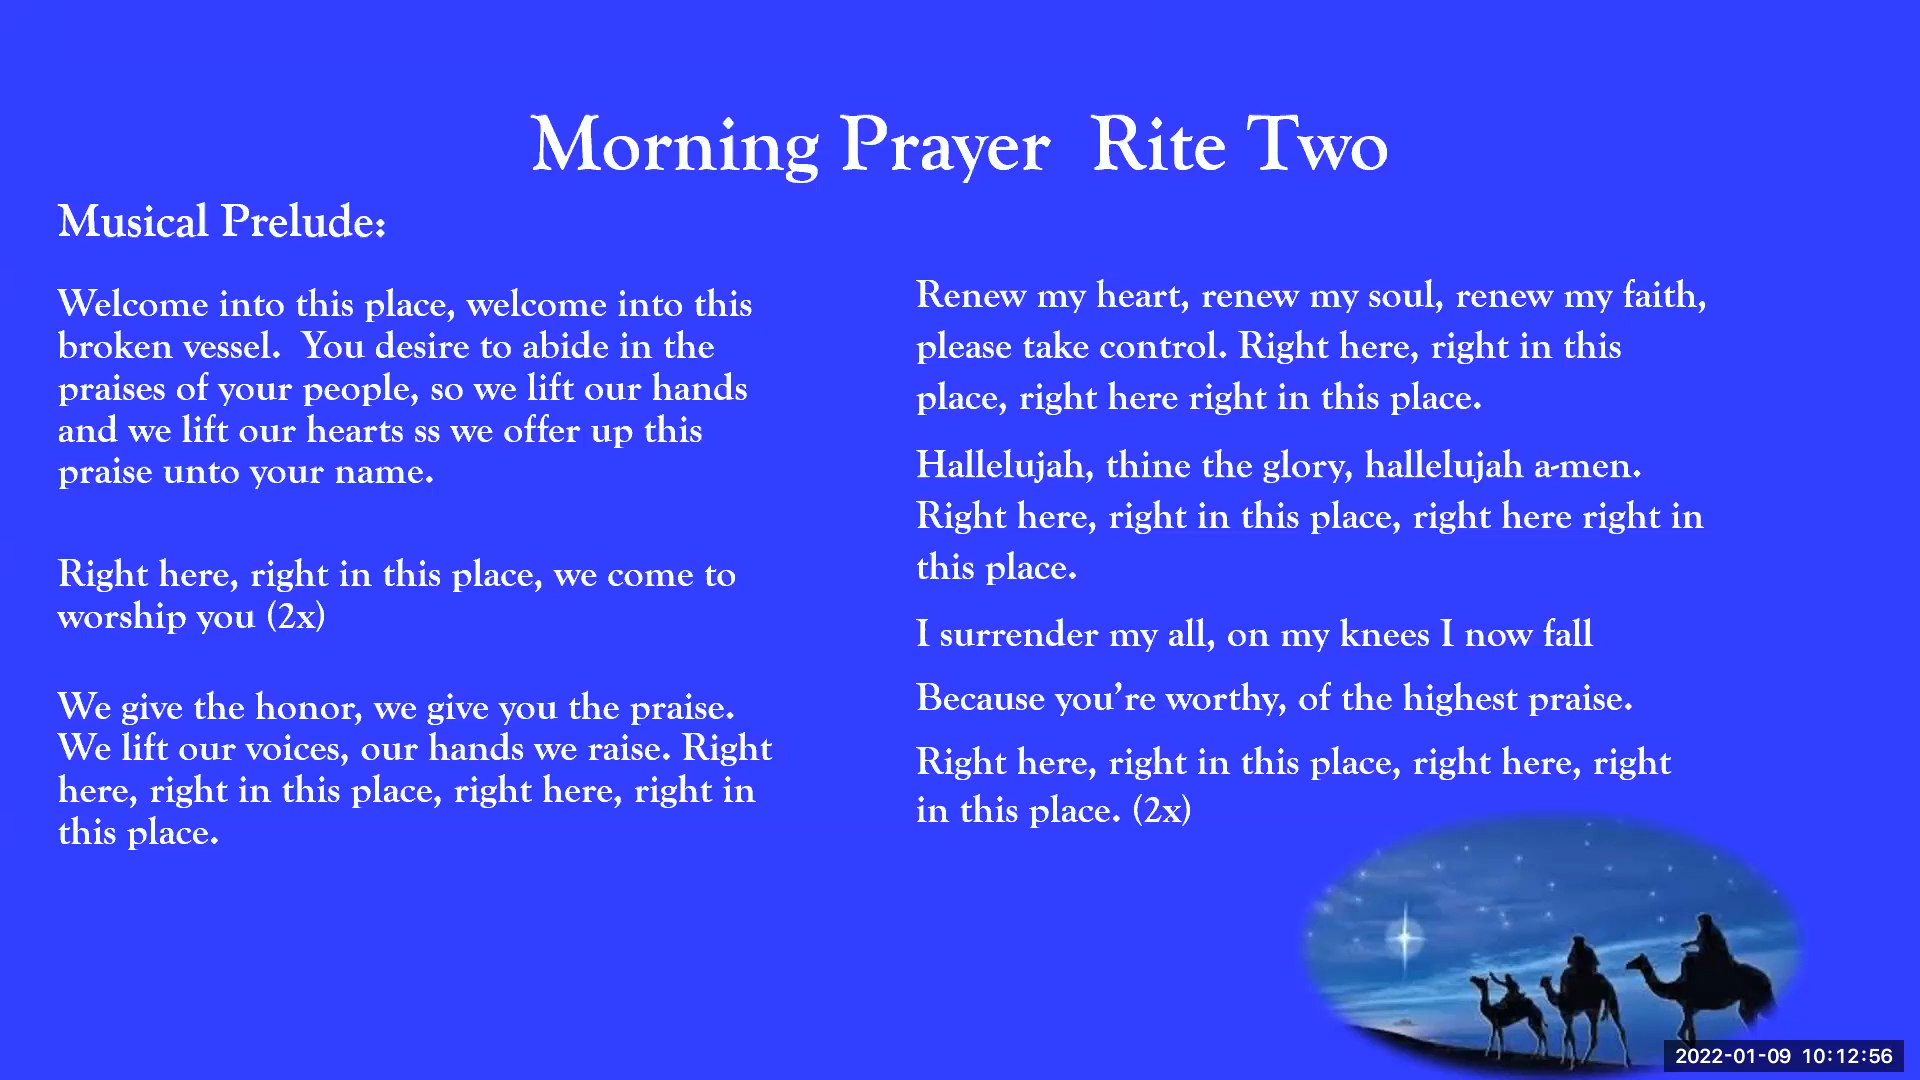 Morning Prayer  Rite Two
Musical Prelude:
Welcome into this place, welcome into this
broken vessel.  You desire to abide in the
praises of your people, so we lift our hands
and we lift our hearts ss we offer up this
praise unto your name.
Right here, right in this place, we come to
worship you (2x)
We give the honor, we give you the praise.
We lift our voices, our hands we raise. Right
here, right in this place, right here, right in
this place.
Renew my heart, renew my soul, renew my faith,
please take control. Right here, right in this
place, right here right in this place.
Hallelujah, thine the glory, hallelujah a-men.
Right here, right in this place, right here right in
this place.
I surrender my all, on my knees I now fall
Because you’re worthy, of the highest praise.
Right here, right in this place, right here, right
in this place. (2x)
2022-01-09 10:12:56